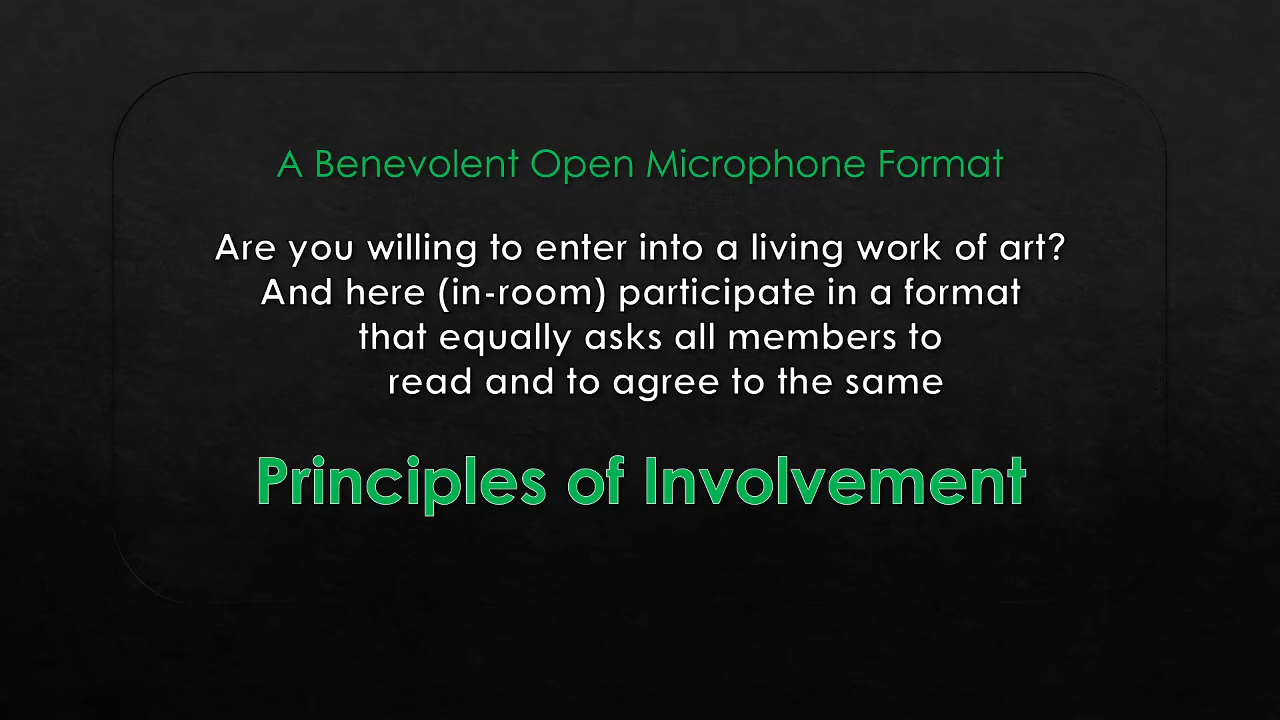 A Benevolent Open Microphone Format
Are you willing to enter into a living work of art?
And here (in-room) participate in a format
that equally asks all members to
read and to agree to the same
Principles of Involvement